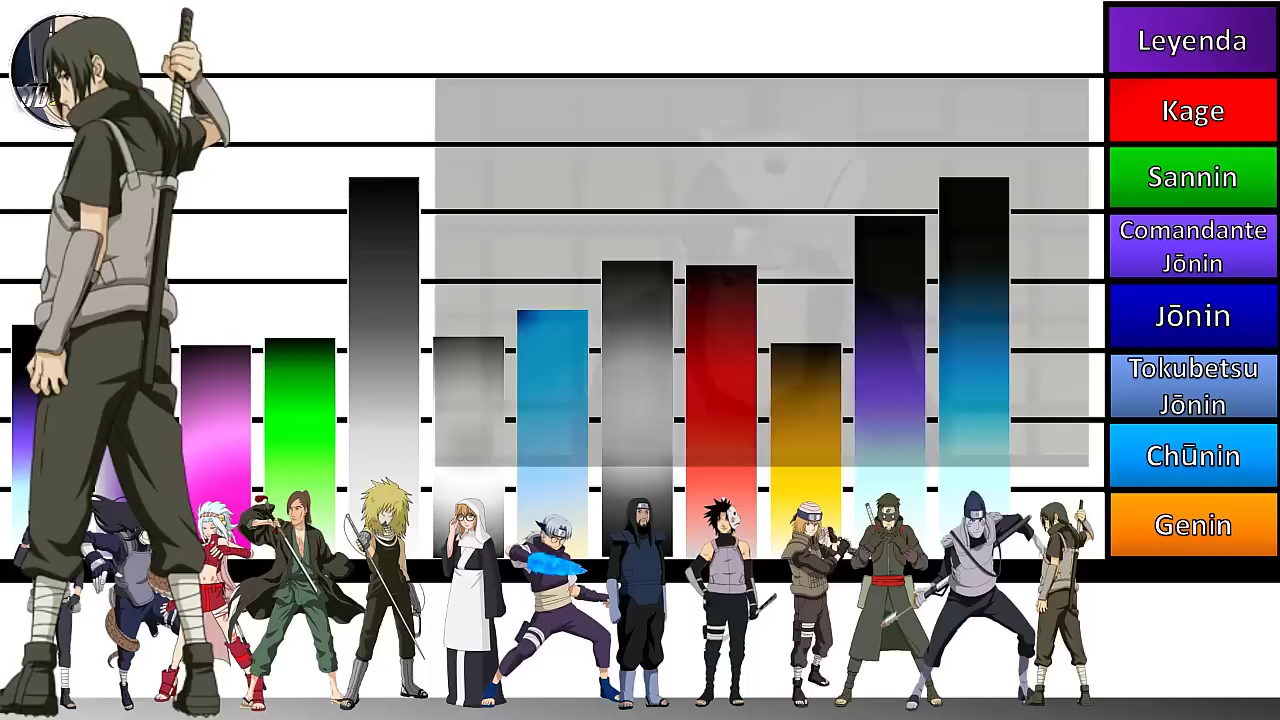 Leyenda
Kage
Sannin
Comandante
Jōnin
Jōnin
Tokubetsu
Jōnin
Chūnin
Genin